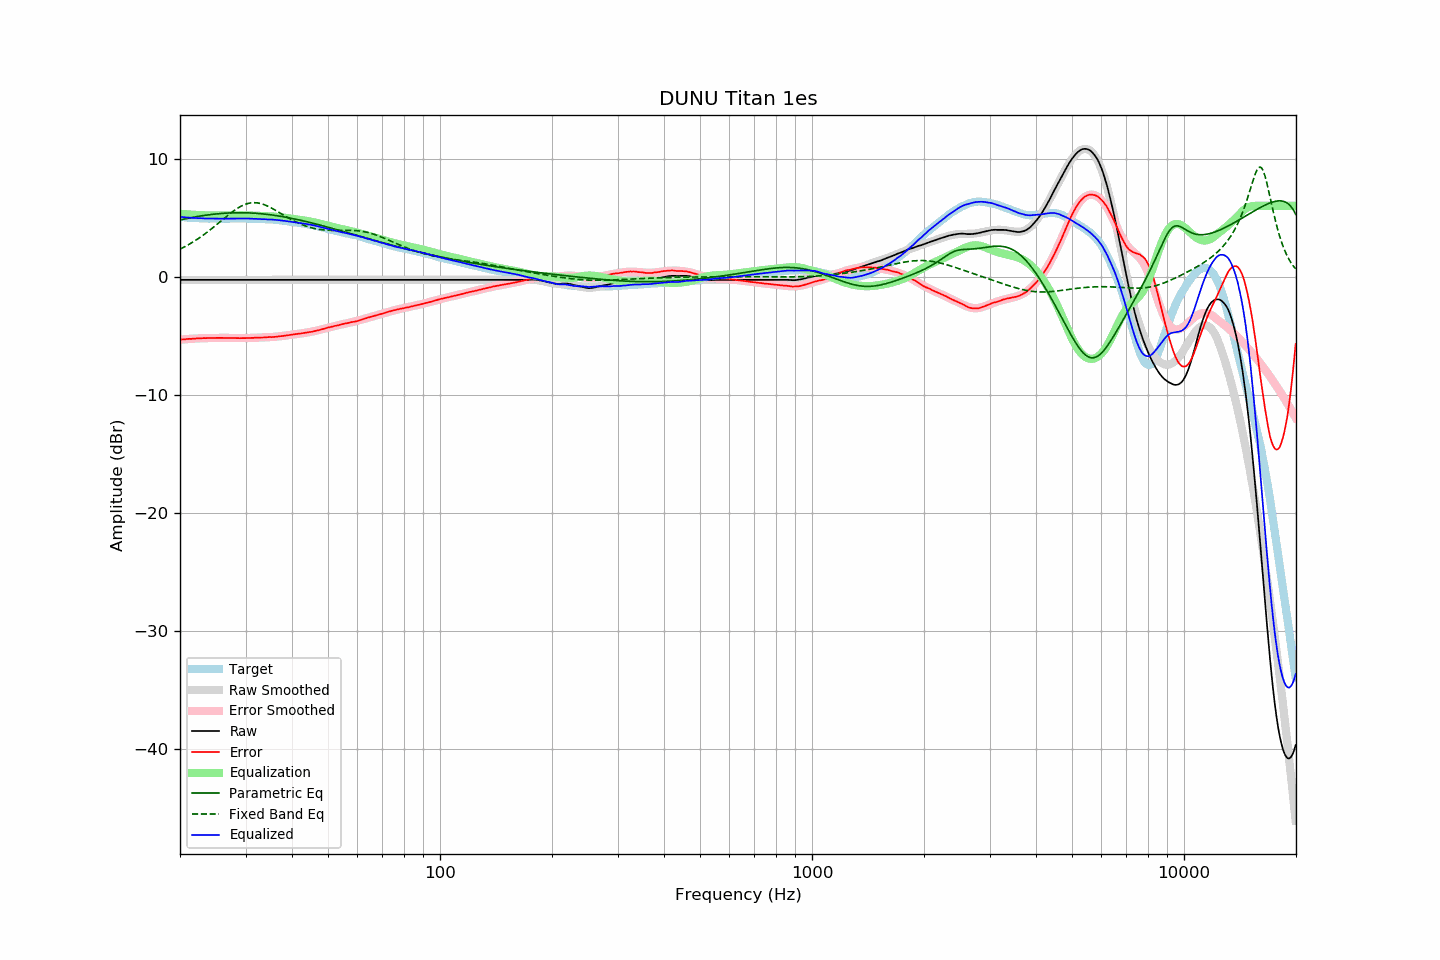 DUNU Titan 1es
10
0
−10
−20
−30
−40
Amplitude (dBr)
100
1000
10000
Frequency (Hz)
Target
Raw Smoothed
Error Smoothed
Raw
Error
Equalization
Parametric Eq
Fixed Band Eq
Equalized